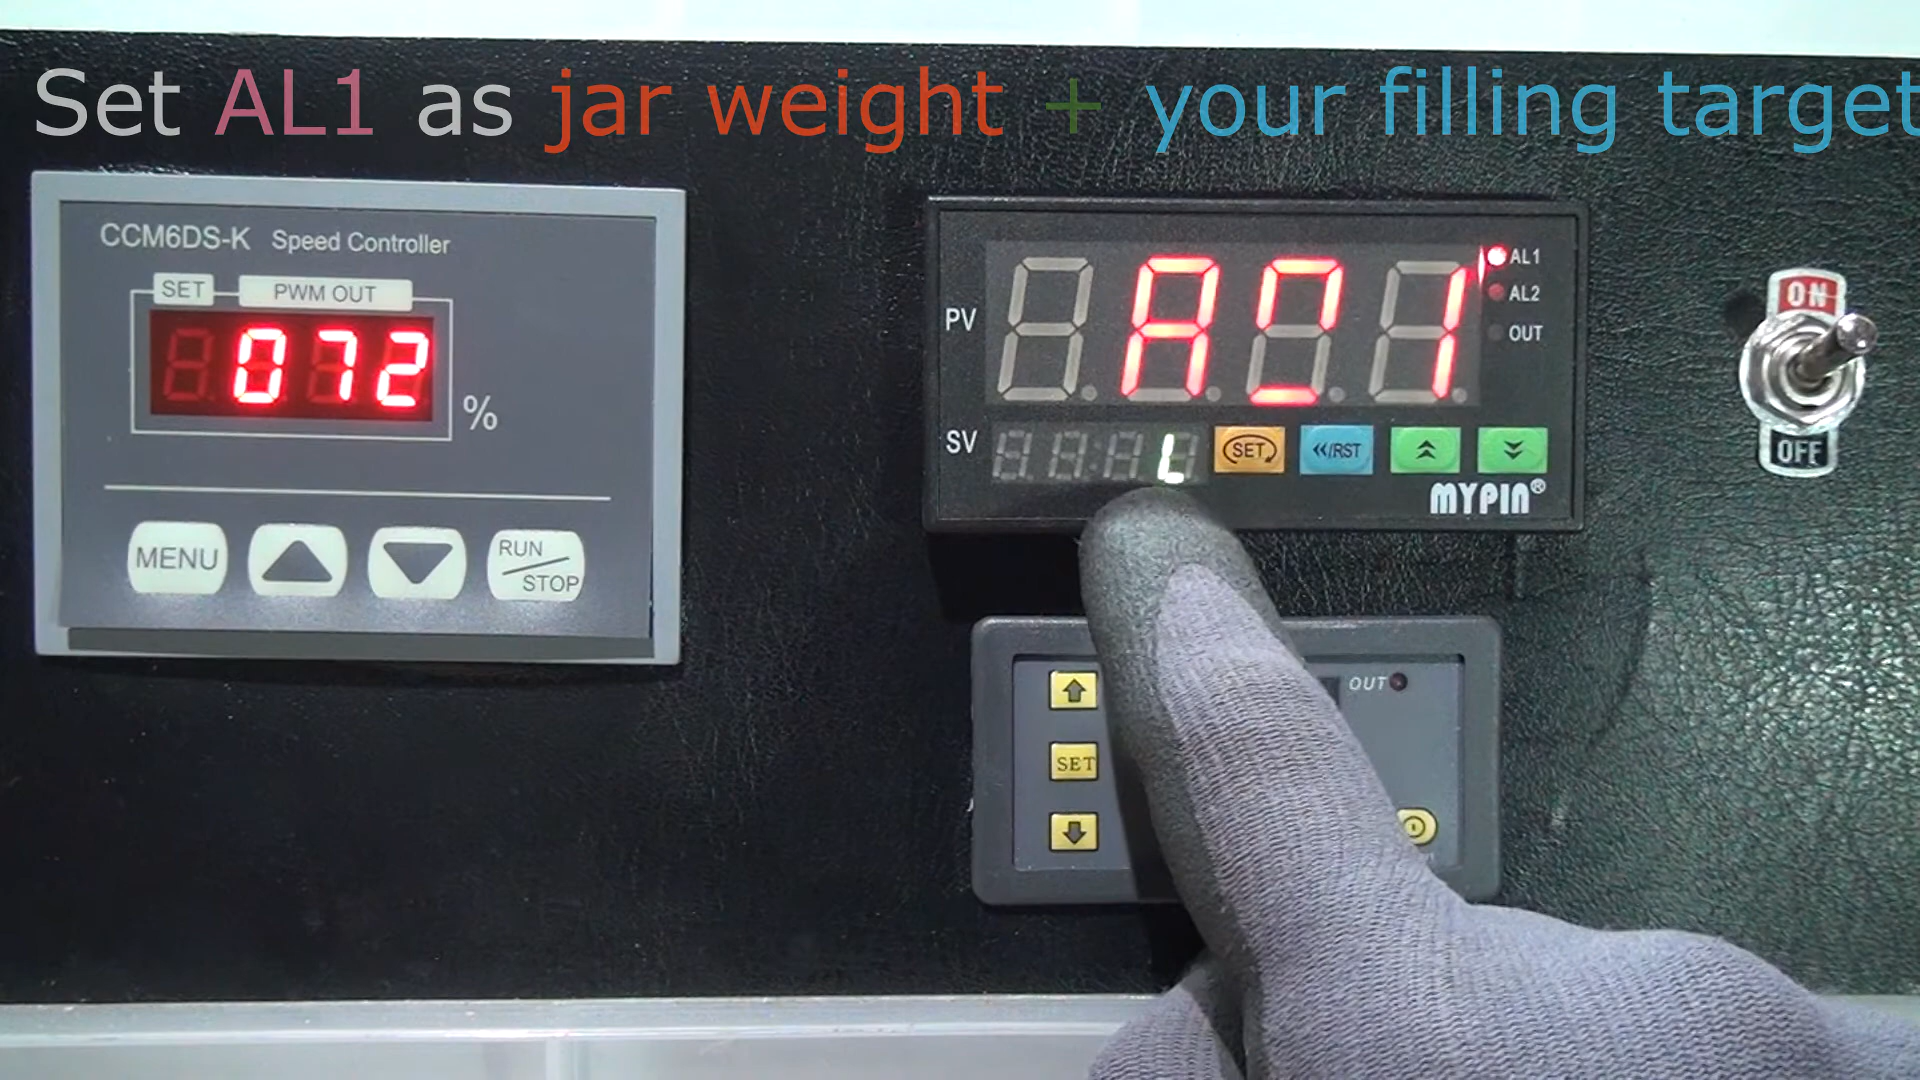 Set AL1 as jar weight + your filling target
CCM6DS-K Speed Controller
SET PWM OUT
072
%
MENU
RUN
STOP
PV
AL1
AL2
OUT
SV
L
SET
<</RST
MYPIN®
ON
OFF
OUT
SET